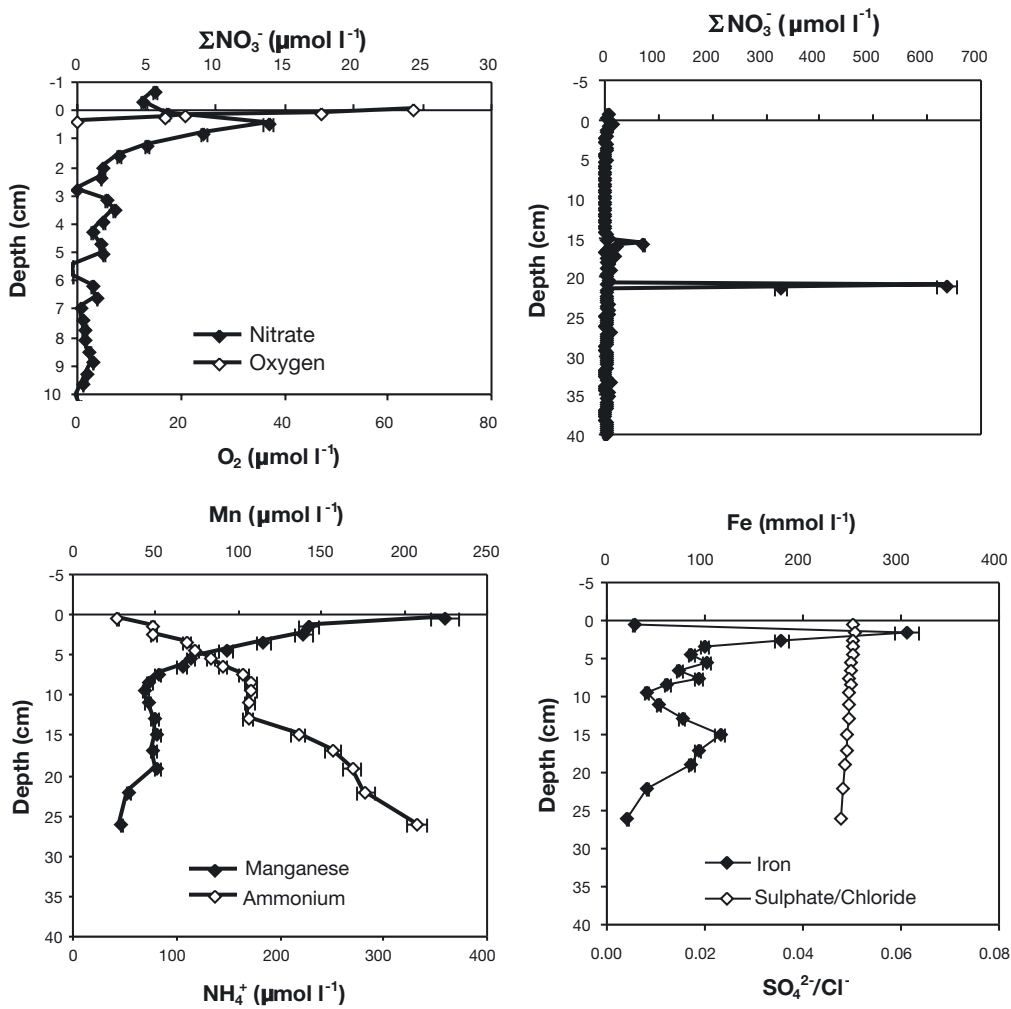 ΣNO₃⁻ (µmol l⁻¹)
0 5 10 15 20 25 30
-1
0
1
2
3
4
5
6
7
8
9
10
Depth (cm)
Nitrate
Oxygen
0 20 40 60 80
O₂ (µmol l⁻¹)
ΣNO₃⁻ (µmol l⁻¹)
0 100 200 300 400 500 600 700
-5
0
5
10
15
20
25
30
35
40
Depth (cm)
Mn (µmol l⁻¹)
0 50 100 150 200 250
-5
0
5
10
15
20
25
30
35
40
Depth (cm)
Manganese
Ammonium
0 100 200 300 400
NH₄⁺ (µmol l⁻¹)
Fe (mmol l⁻¹)
0 100 200 300 400
-5
0
5
10
15
20
25
30
35
40
Depth (cm)
Iron
Sulphate/Chloride
0.00 0.02 0.04 0.06 0.08
SO₄²⁻/Cl⁻